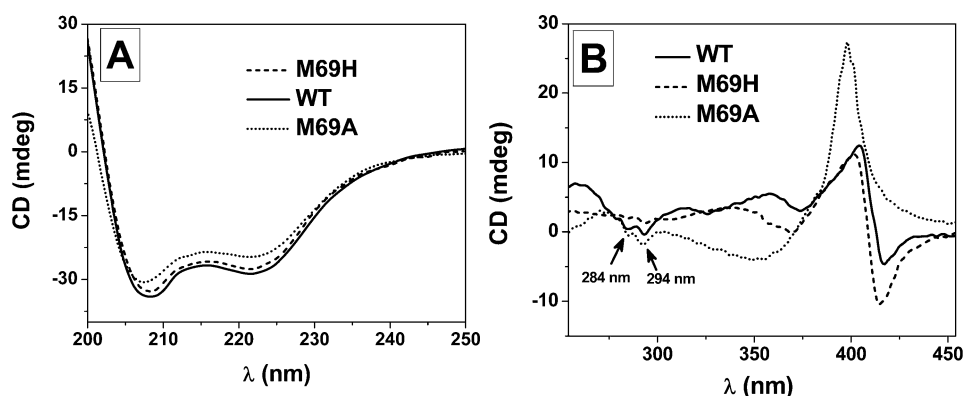 A
M69H
WT
M69A
30
15
0
-15
-30
CD (mdeg)
200
210
220
230
240
250
λ (nm)
B
WT
M69H
M69A
30
20
10
0
-10
CD (mdeg)
284 nm
294 nm
300
350
400
450
λ (nm)